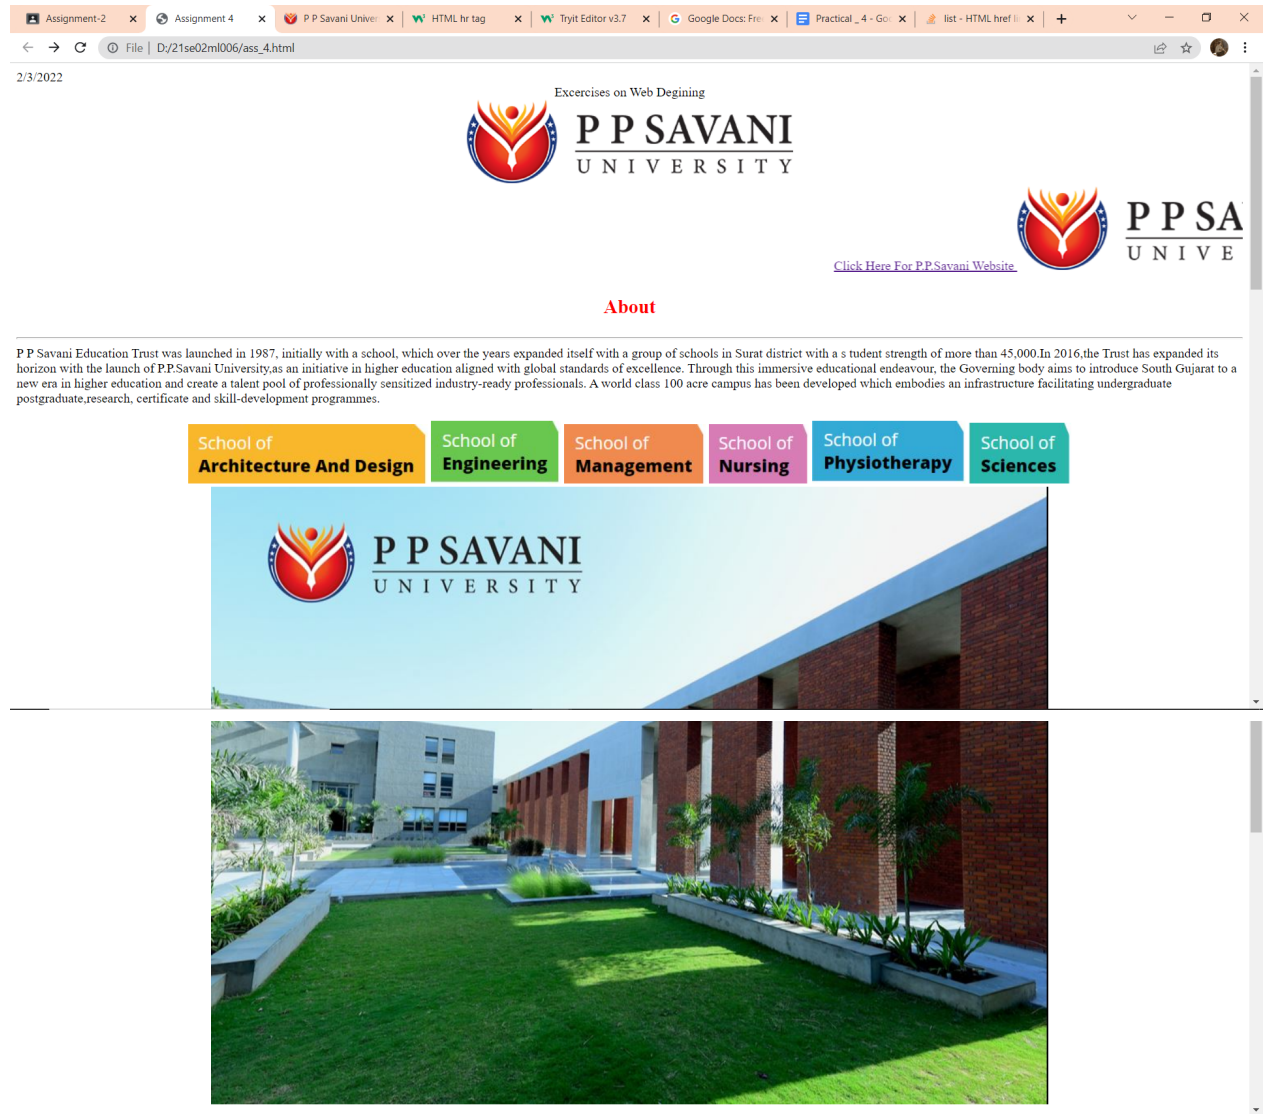 Assignment-2
Assignment 4
P P Savani Univer
HTML hr tag
Tryit Editor v3.7
Google Docs: Fre
Practical _ 4 - Goo
list - HTML href li
File | D:/21se02ml006/ass_4.html
2/3/2022
Excercises on Web Degining
P P SAVANI
UNIVERSITY
P P SA
UNIVE
Click Here For P.P.Savani Website
About
P P Savani Education Trust was launched in 1987, initially with a school, which over the years expanded itself with a group of schools in Surat district with a s tudent strength of more than 45,000.In 2016,the Trust has expanded its
horizon with the launch of P.P.Savani University,as an initiative in higher education aligned with global standards of excellence. Through this immersive educational endeavour, the Governing body aims to introduce South Gujarat to a
new era in higher education and create a talent pool of professionally sensitized industry-ready professionals. A world class 100 acre campus has been developed which embodies an infrastructure facilitating undergraduate
postgraduate,research, certificate and skill-development programmes.
School of
Architecture And Design
School of
Engineering
School of
Management
School of
Nursing
School of
Physiotherapy
School of
Sciences
P P SAVANI
UNIVERSITY